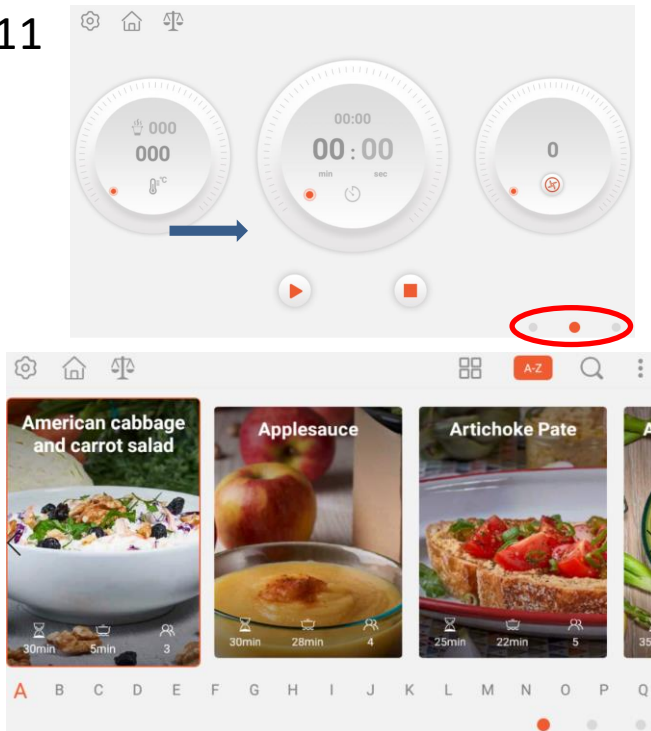 11
00:00
000
000
°C
00 : 00
min sec
0
A-Z
American cabbage
and carrot salad
30min 5min 3
Applesauce
30min 28min 4
Artichoke Pate
25min 22min 5
A
35
A B C D E F G H I J K L M N O P Q